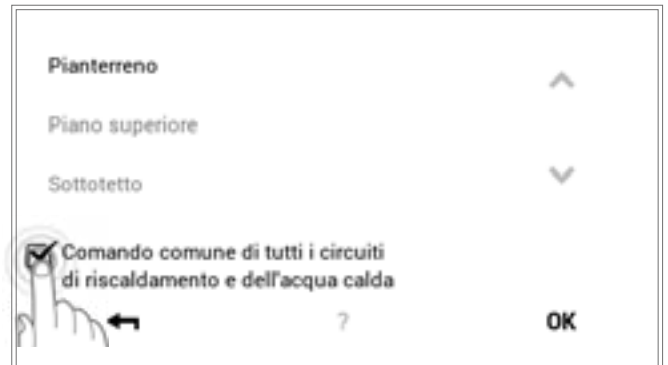 Pianterreno
Piano superiore
Sottotetto
Comando comune di tutti i circuiti
di riscaldamento e dell'acqua calda
? OK